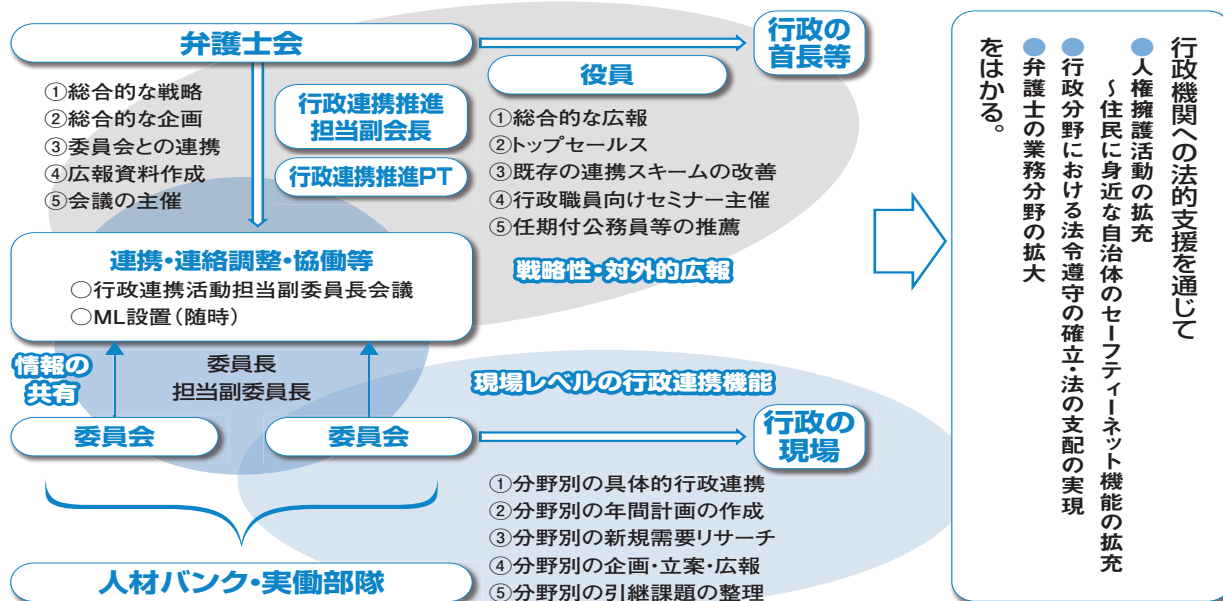 弁護士会
①総合的な戦略
②総合的な企画
③委員会との連携
④広報資料作成
⑤会議の主催
行政連携推進
担当副会長
行政連携推進PT
行政の
首長等
役員
①総合的な広報
②トップセールス
③既存の連携スキームの改善
④行政職員向けセミナー主催
⑤任期付公務員等の推薦
戦略性・対外的広報
連携・連絡調整・協働等
○行政連携活動担当副委員長会議
○ML設置（随時）
情報の
共有
委員長
担当副委員長
委員会
委員会
現場レベルの行政連携機能
行政の
現場
①分野別の具体的行政連携
②分野別の年間計画の作成
③分野別の新規需要リサーチ
④分野別の企画・立案・広報
⑤分野別の引継課題の整理
人材バンク・実働部隊
行政機関への法的支援を通じて
●人権擁護活動の拡充
～住民に身近な自治体のセーフティーネット機能の拡充
●行政分野における法令遵守の確立・法の支配の実現
●弁護士の業務分野の拡大
をはかる。